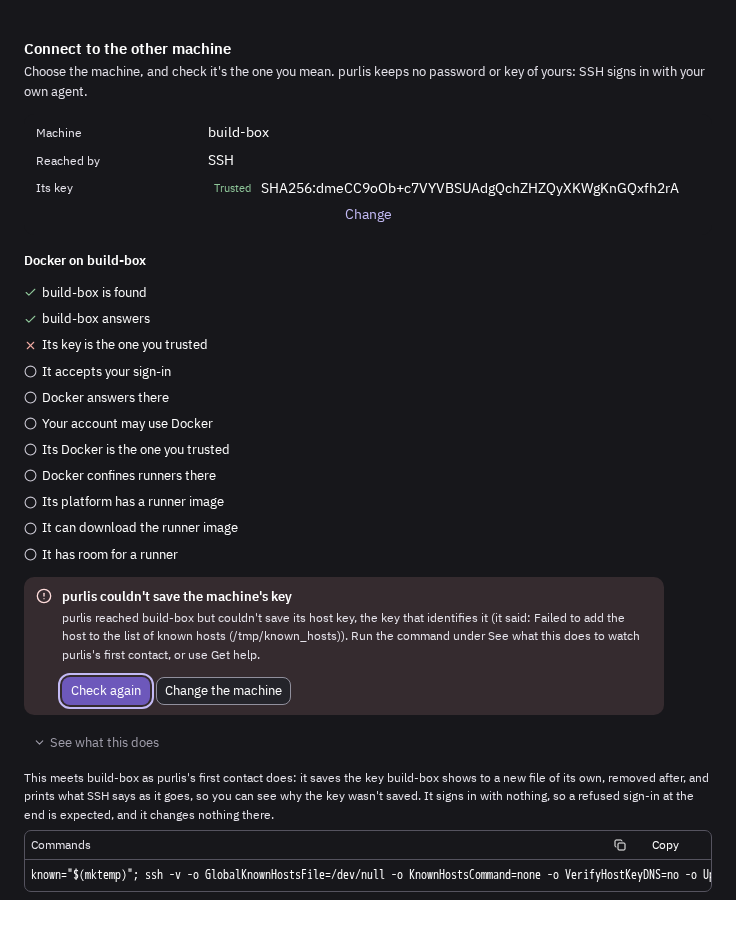 Connect to the other machine
Choose the machine, and check it's the one you mean. purlis keeps no password or key of yours: SSH signs in with your
own agent.
Machine build-box
Reached by SSH
Its key Trusted SHA256:dmeCC9oOb+c7VYVBSUAdgQchZHZQyXKWgKnGQxfh2rA
Change
Docker on build-box
build-box is found
build-box answers
Its key is the one you trusted
It accepts your sign-in
Docker answers there
Your account may use Docker
Its Docker is the one you trusted
Docker confines runners there
Its platform has a runner image
It can download the runner image
It has room for a runner
purlis couldn't save the machine's key
purlis reached build-box but couldn't save its host key, the key that identifies it (it said: Failed to add the
host to the list of known hosts (/tmp/known_hosts)). Run the command under See what this does to watch
purlis's first contact, or use Get help.
Check again Change the machine
See what this does
This meets build-box as purlis's first contact does: it saves the key build-box shows to a new file of its own, removed after, and
prints what SSH says as it goes, so you can see why the key wasn't saved. It signs in with nothing, so a refused sign-in at the
end is expected, and it changes nothing there.
Commands Copy
known="$(mktemp)"; ssh -v -o GlobalKnownHostsFile=/dev/null -o KnownHostsCommand=none -o VerifyHostKeyDNS=no -o